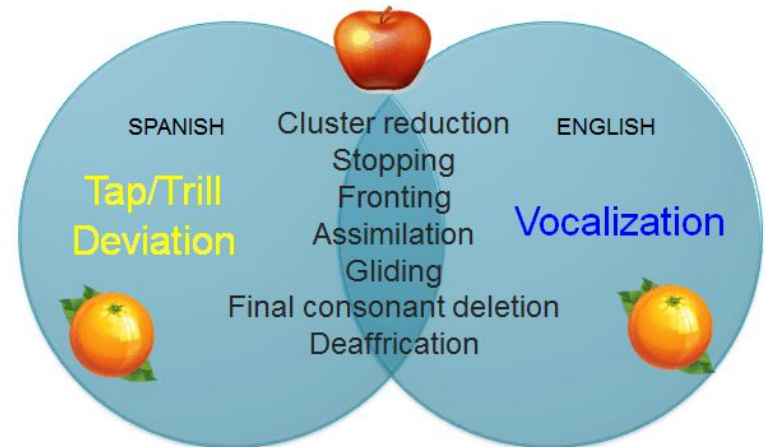 SPANISH
Tap/Trill
Deviation
Cluster reduction
Stopping
Fronting
Assimilation
Gliding
Final consonant deletion
Deaffrication
ENGLISH
Vocalization